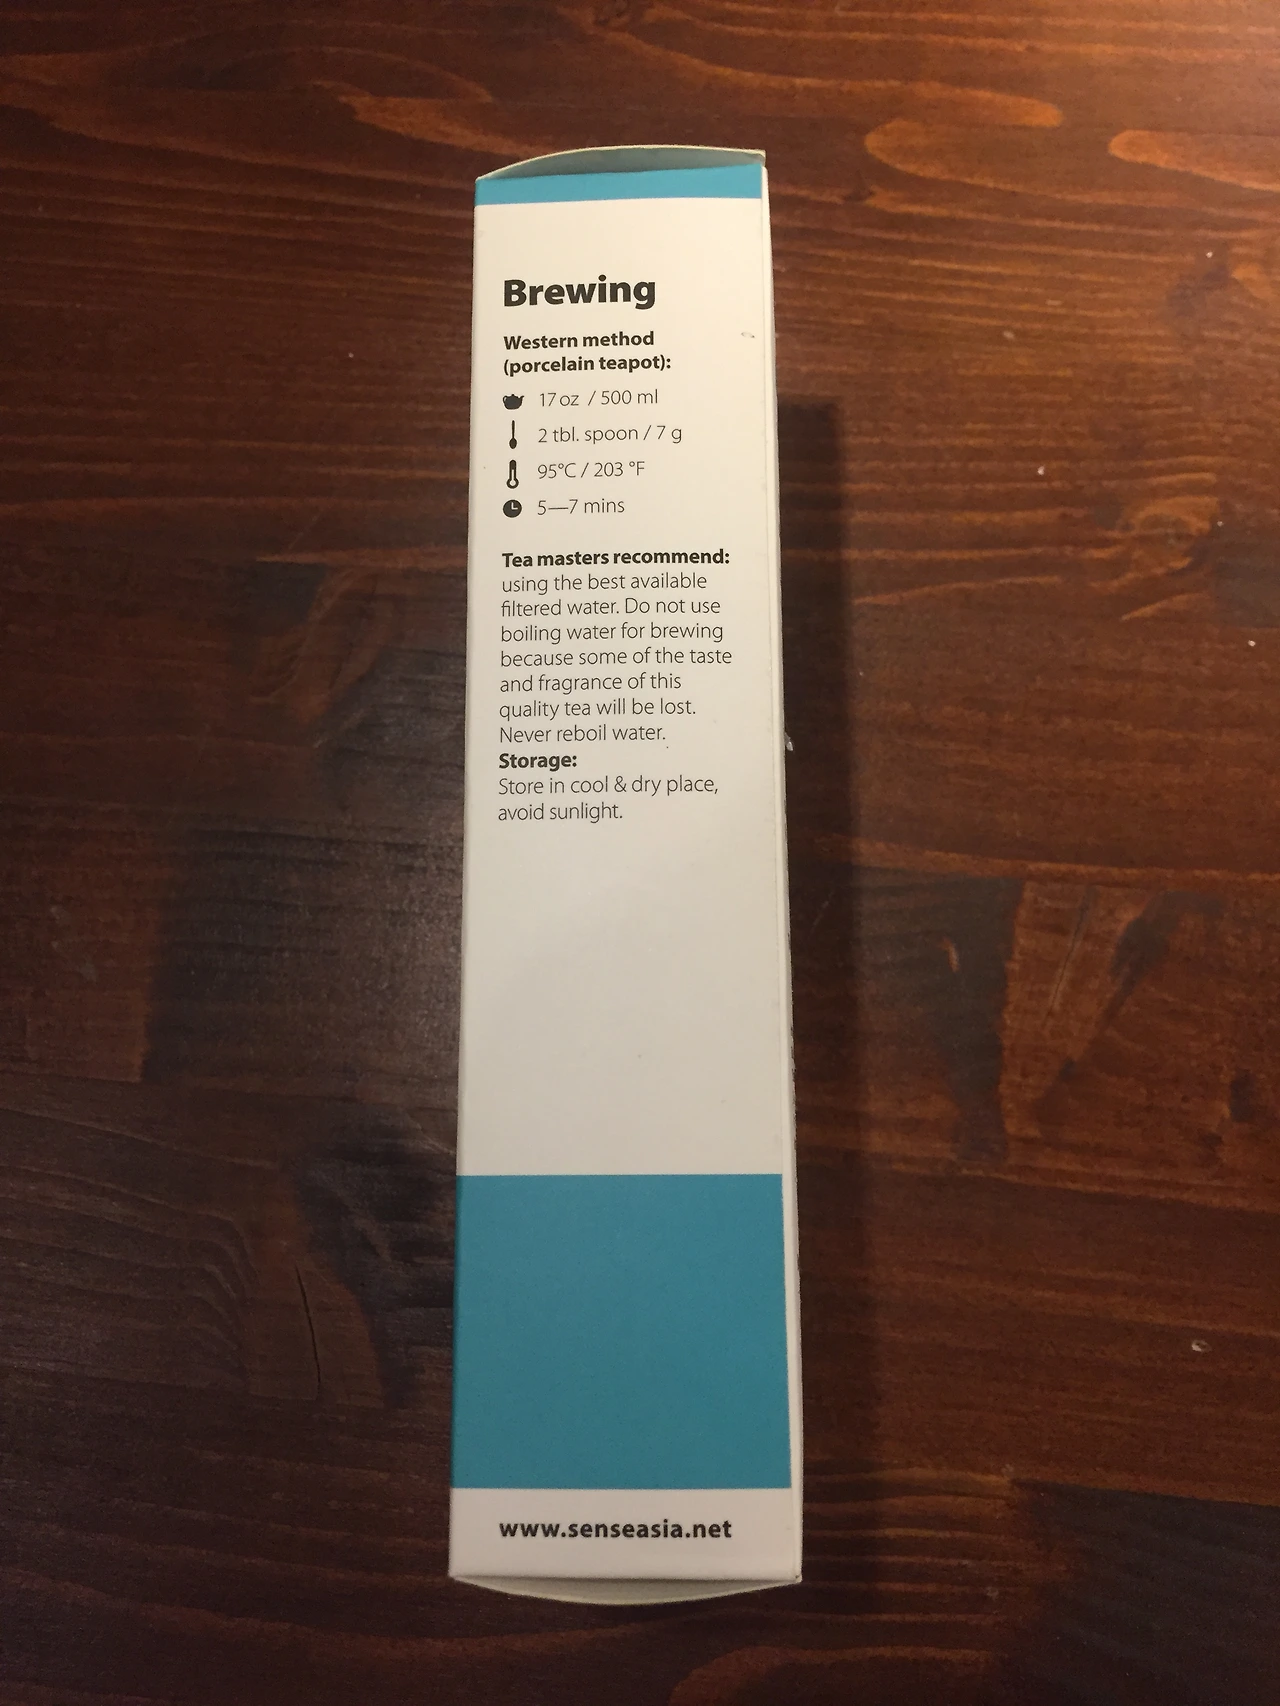 Brewing
Western method
(porcelain teapot):
17 oz / 500 ml
2 tbl. spoon / 7 g
95°C / 203 °F
5—7 mins
Tea masters recommend:
using the best available
filtered water. Do not use
boiling water for brewing
because some of the taste
and fragrance of this
quality tea will be lost.
Never reboil water.
Storage:
Store in cool & dry place,
avoid sunlight.
www.senseasia.net